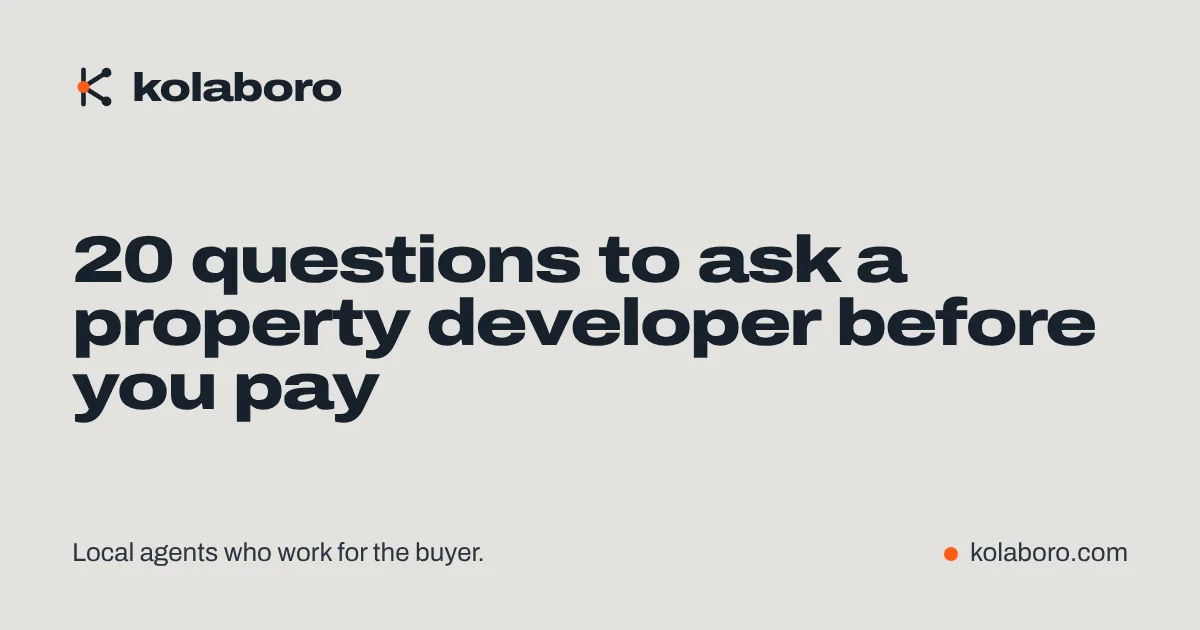 kolaboro
20 questions to ask a
property developer before
you pay
Local agents who work for the buyer.
kolaboro.com